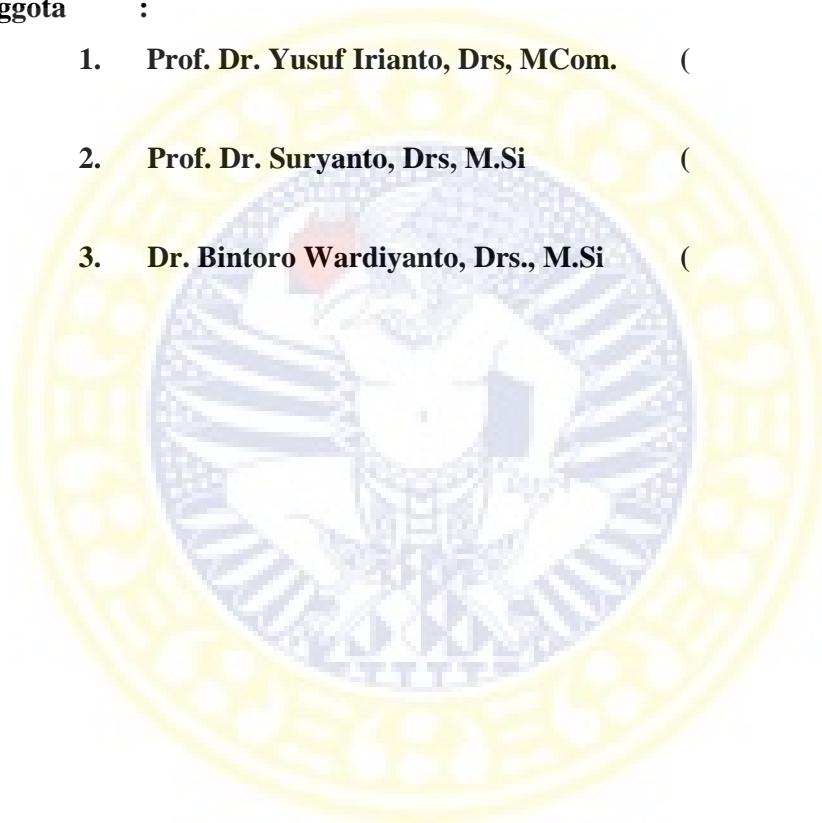 ggota :
1. Prof. Dr. Yusuf Irianto, Drs, MCom. (
2. Prof. Dr. Suryanto, Drs, M.Si (
3. Dr. Bintoro Wardiyanto, Drs., M.Si (